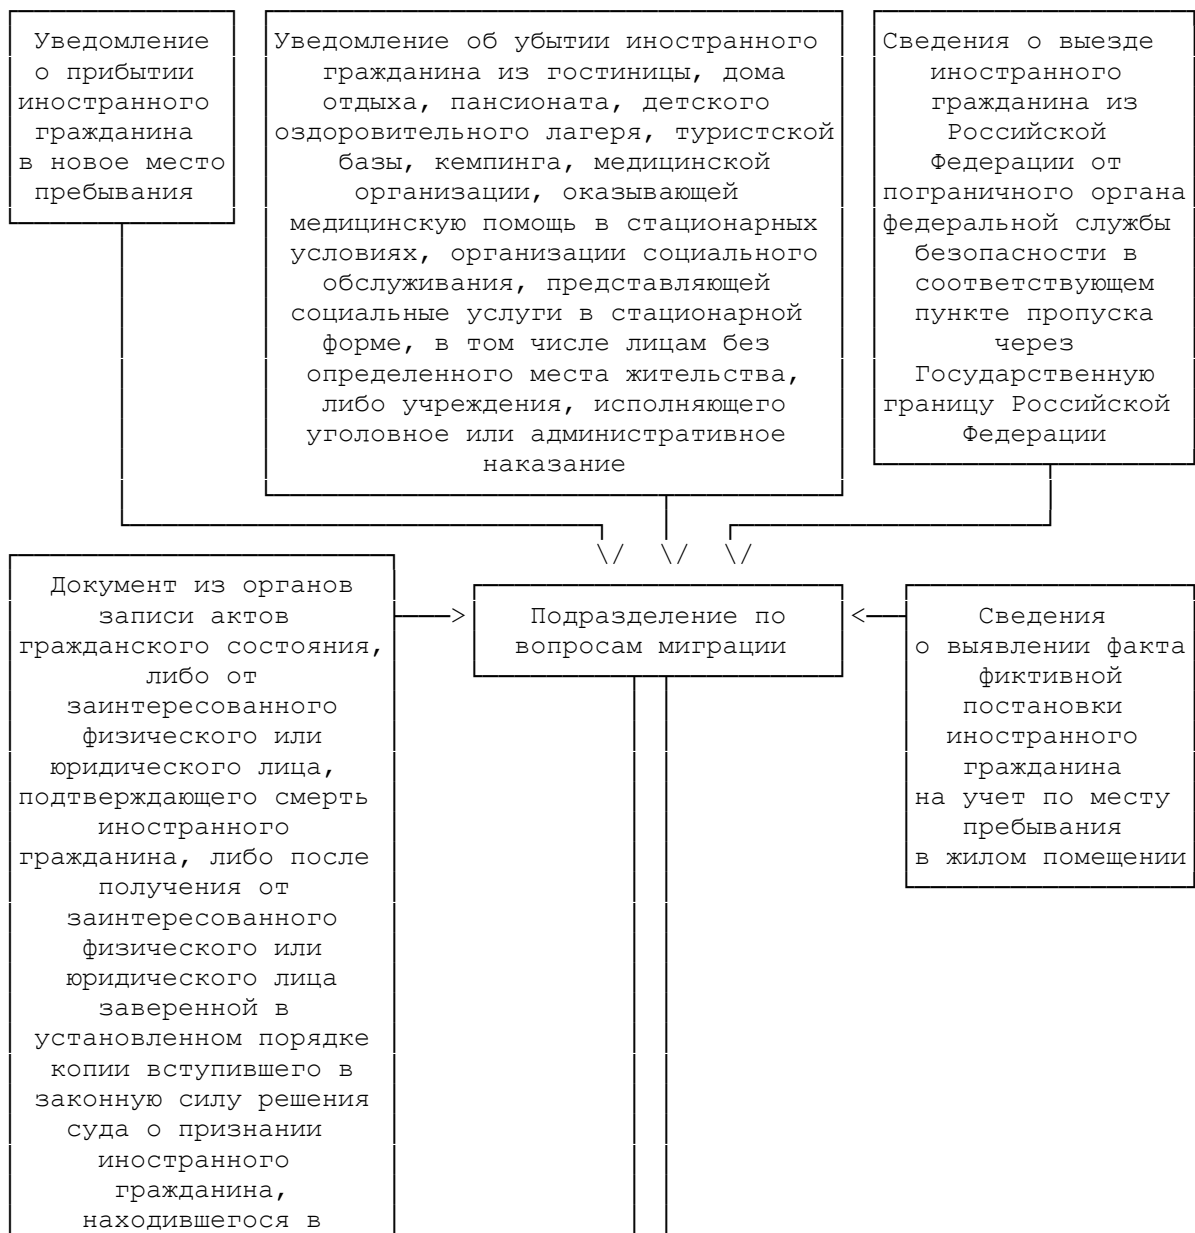 Уведомление
о прибытии
иностранного
гражданина
в новое место
пребывания
Уведомление об убытии иностранного
гражданина из гостиницы, дома
отдыха, пансионата, детского
оздоровительного лагеря, туристской
базы, кемпинга, медицинской
организации, оказывающей
медицинскую помощь в стационарных
условиях, организации социального
обслуживания, представляющей
социальные услуги в стационарной
форме, в том числе лицам без
определенного места жительства,
либо учреждения, исполняющего
уголовное или административное
наказание
Сведения о выезде
иностранного
гражданина из
Российской
Федерации от
пограничного органа
федеральной службы
безопасности в
соответствующем
пункте пропуска
через
Государственную
границу Российской
Федерации
Документ из органов
записи актов
гражданского состояния,
либо от
заинтересованного
физического или
юридического лица,
подтверждающего смерть
иностранного
гражданина, либо после
получения от
заинтересованного
физического или
юридического лица
заверенной в
установленном порядке
копии вступившего в
законную силу решения
суда о признании
иностранного
гражданина,
находившегося в
Подразделение по
вопросам миграции
Сведения
о выявлении факта
фиктивной
постановки
иностранного
гражданина
на учет по месту
пребывания
в жилом помещении